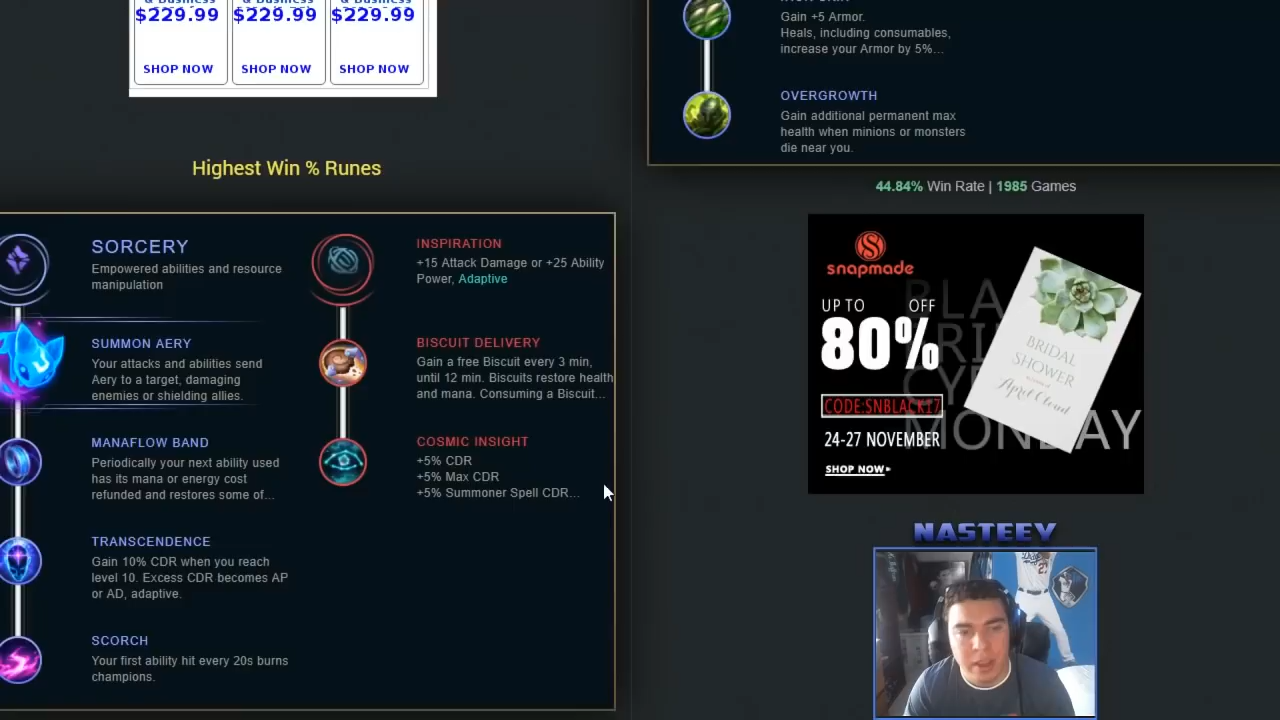 & Business
& Business
& Business
$229.99
$229.99
$229.99
SHOP NOW
SHOP NOW
SHOP NOW
Highest Win % Runes
SORCERY
Empowered abilities and resource
manipulation
SUMMON AERY
Your attacks and abilities send
Aery to a target, damaging
enemies or shielding allies.
MANAFLOW BAND
Periodically your next ability used
has its mana or energy cost
refunded and restores some of...
TRANSCENDENCE
Gain 10% CDR when you reach
level 10. Excess CDR becomes AP
or AD, adaptive.
SCORCH
Your first ability hit every 20s burns
champions.
INSPIRATION
+15 Attack Damage or +25 Ability
Power, Adaptive
BISCUIT DELIVERY
Gain a free Biscuit every 3 min,
until 12 min. Biscuits restore health
and mana. Consuming a Biscuit...
COSMIC INSIGHT
+5% CDR
+5% Max CDR
+5% Summoner Spell CDR...
Gain +5 Armor.
Heals, including consumables,
increase your Armor by 5%...
OVERGROWTH
Gain additional permanent max
health when minions or monsters
die near you.
44.84% Win Rate | 1985 Games
snapmade
UP TO OFF
80%
CODE:SNBLACK17
24-27 NOVEMBER
SHOP NOW
MONDAY
BRIDAL
SHOWER
April Cloud
NASTEEY